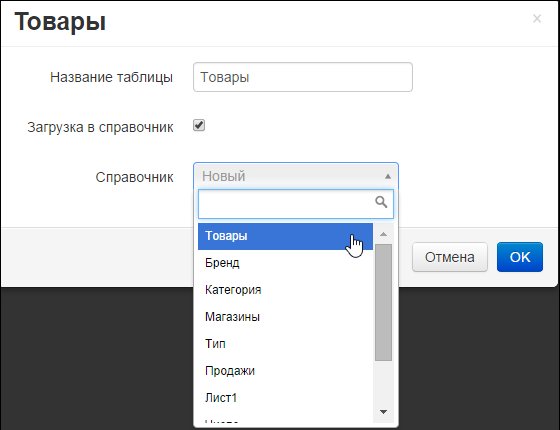 Товары
×
Название таблицы Товары
Загрузка в справочник
Справочник Новый
Товары
Бренд
Категория
Магазины
Тип
Продажи
Лист1
Отмена OK